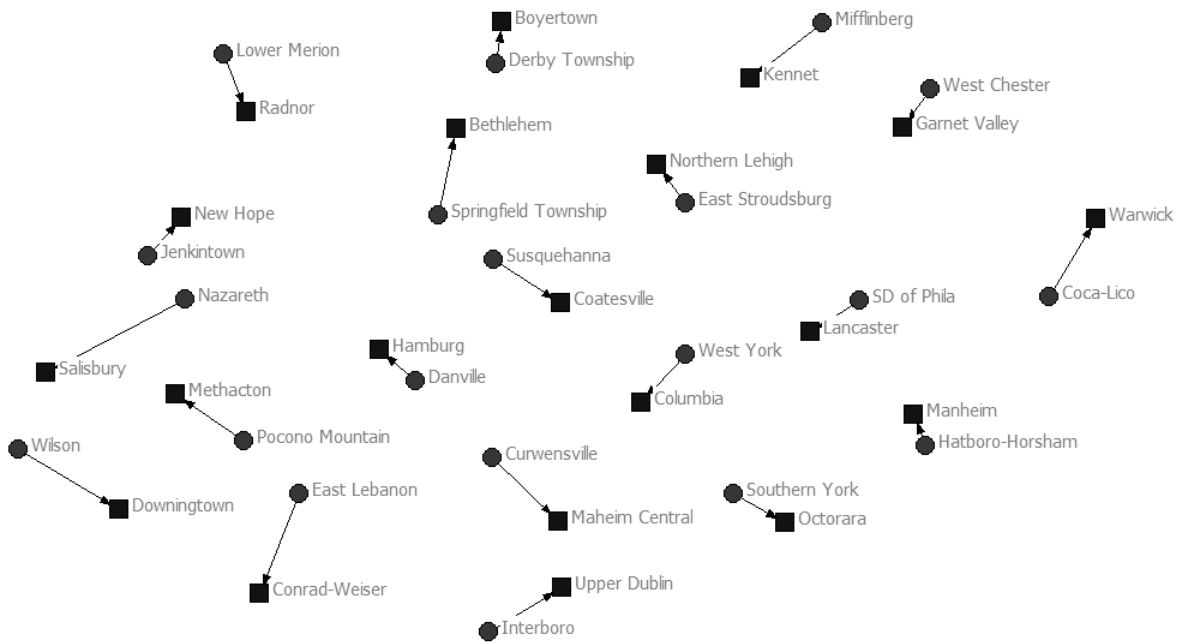 Boyertown
Mifflinberg
Lower Merion
Derby Township
Kennet
West Chester
Radnor
Bethlehem
Garnet Valley
Northern Lehigh
East Stroudsburg
New Hope
Springfield Township
Warwick
Jenkintown
Susquehanna
Nazareth
Coatesville
SD of Phila
Coca-Lico
Lancaster
Hamburg
West York
Salisbury
Danville
Methacton
Columbia
Manheim
Wilson
Pocono Mountain
Hatboro-Horsham
Curwensville
East Lebanon
Southern York
Downingtown
Maheim Central
Octorara
Conrad-Weiser
Upper Dublin
Interboro